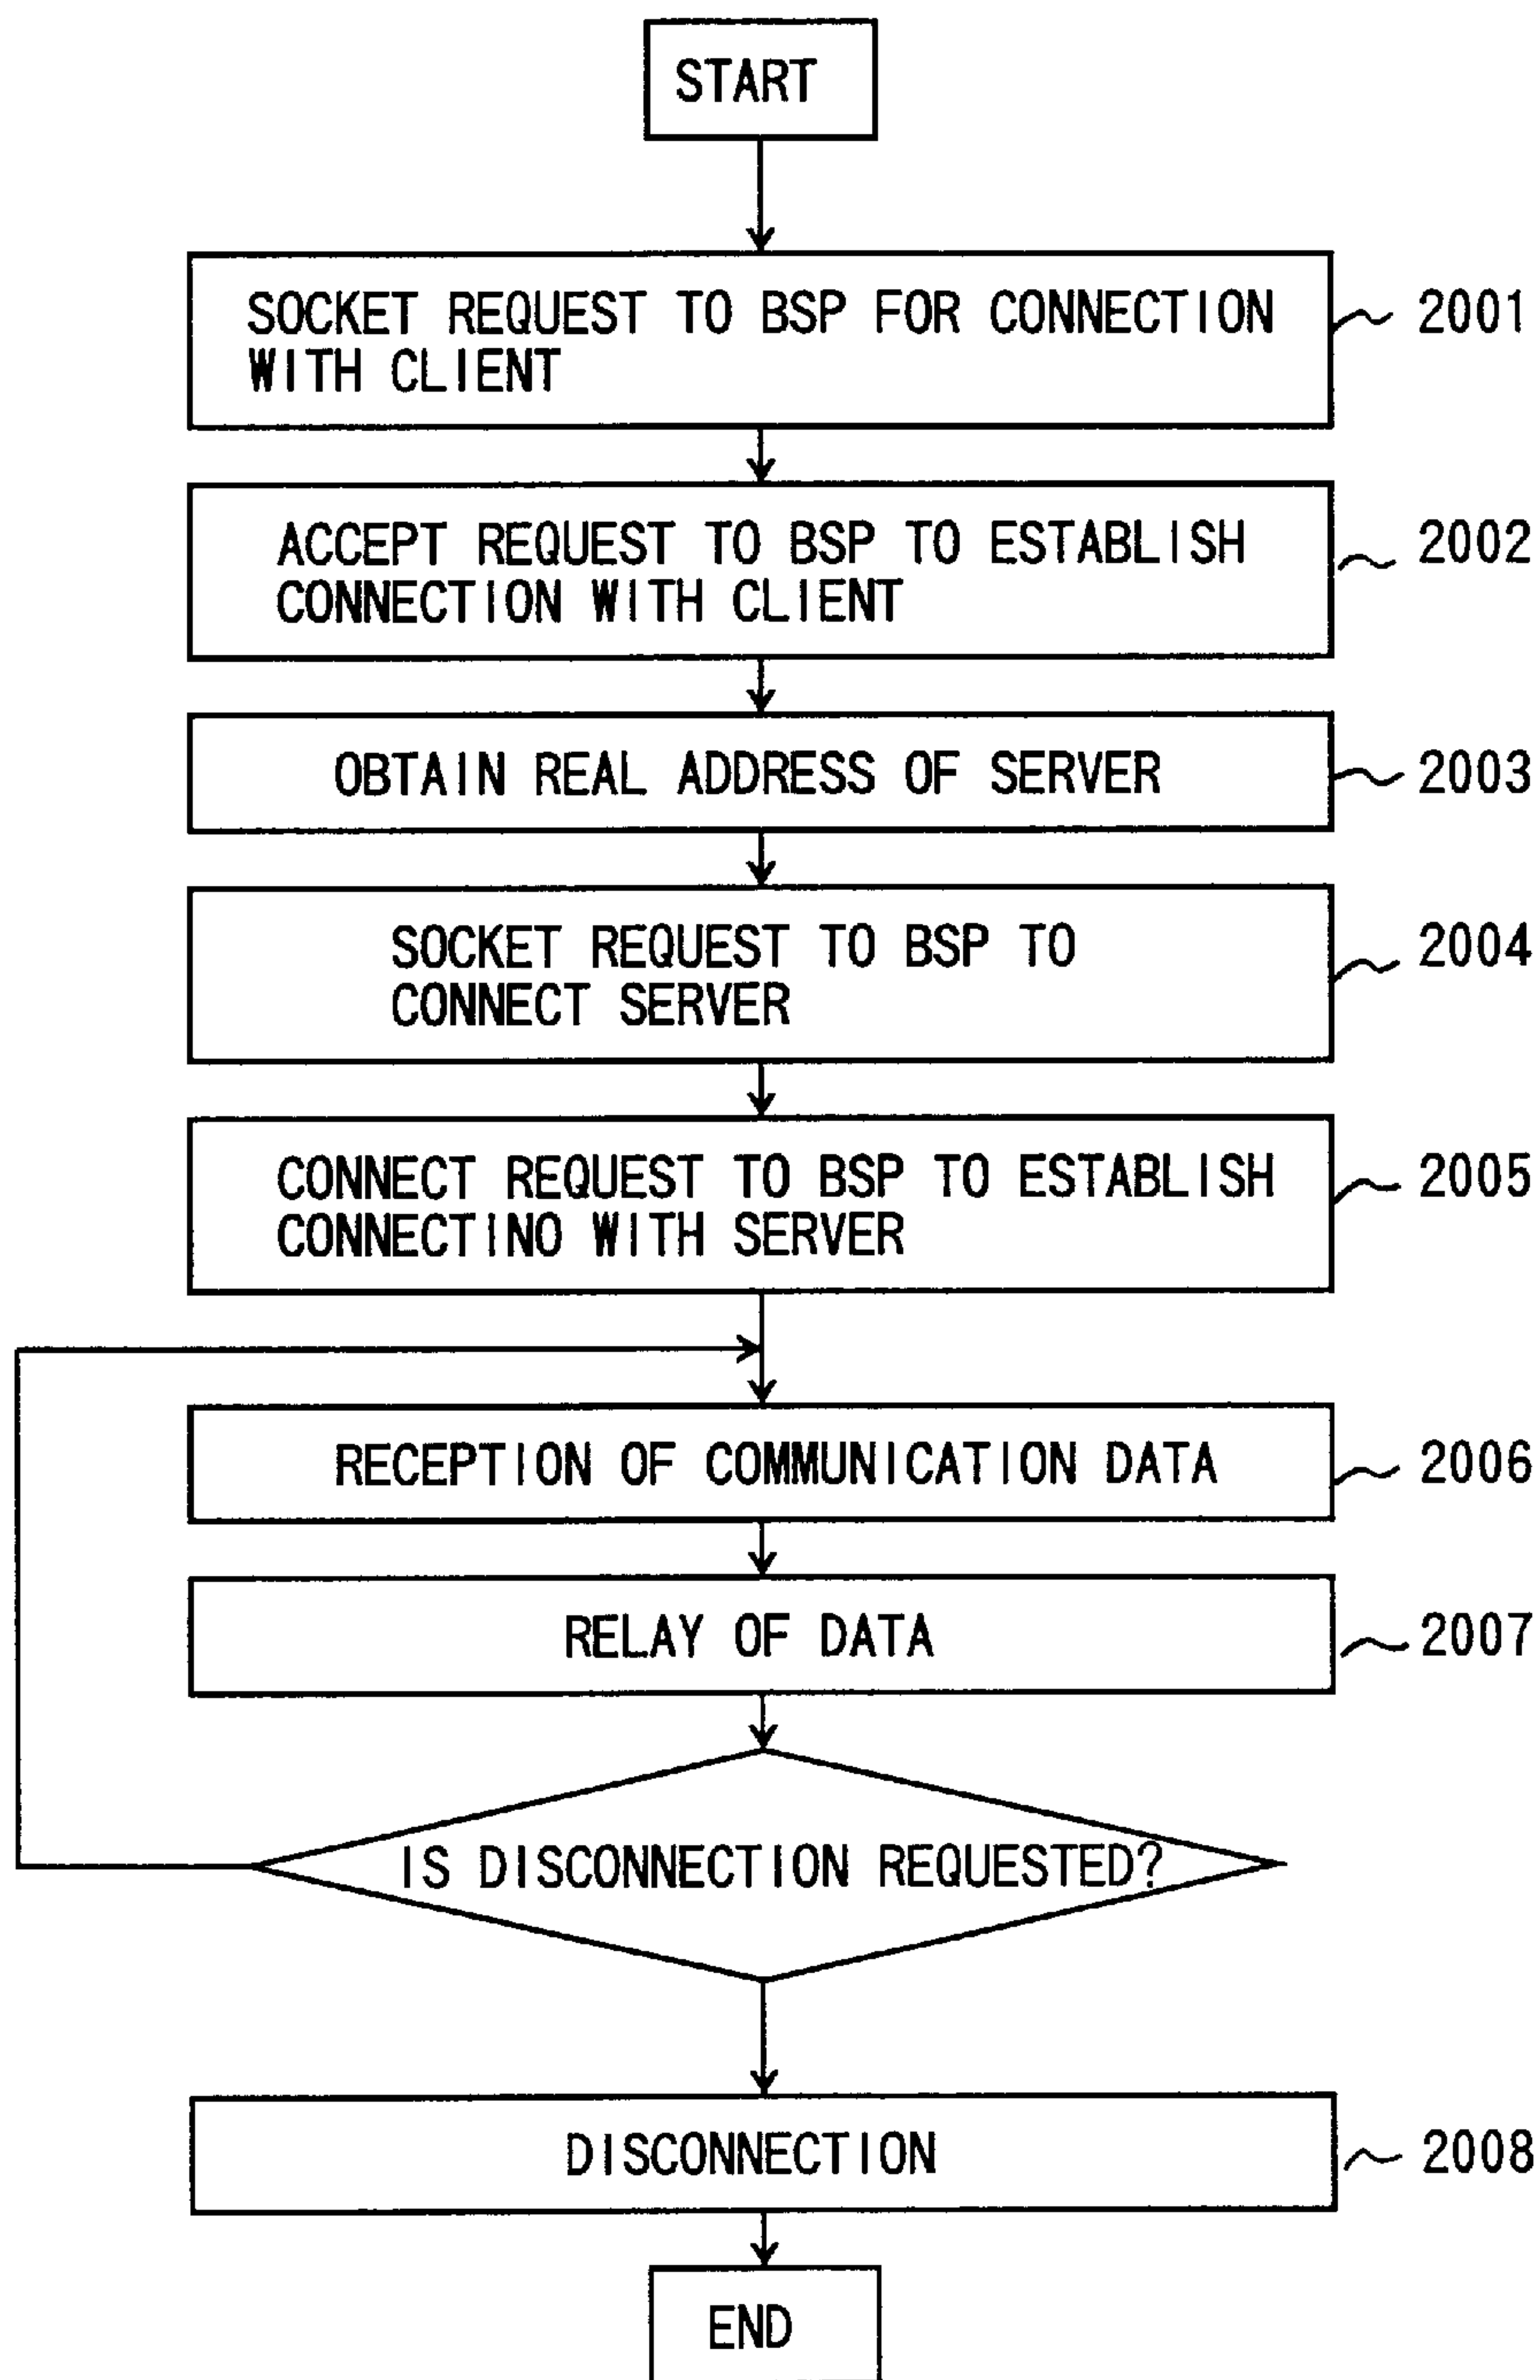 START
SOCKET REQUEST TO BSP FOR CONNECTION
WITH CLIENT
2001
ACCEPT REQUEST TO BSP TO ESTABLISH
CONNECTION WITH CLIENT
2002
OBTAIN REAL ADDRESS OF SERVER
2003
SOCKET REQUEST TO BSP TO
CONNECT SERVER
2004
CONNECT REQUEST TO BSP TO ESTABLISH
CONNECTINO WITH SERVER
2005
RECEPTION OF COMMUNICATION DATA
2006
RELAY OF DATA
2007
IS DISCONNECTION REQUESTED?
DISCONNECTION
2008
END